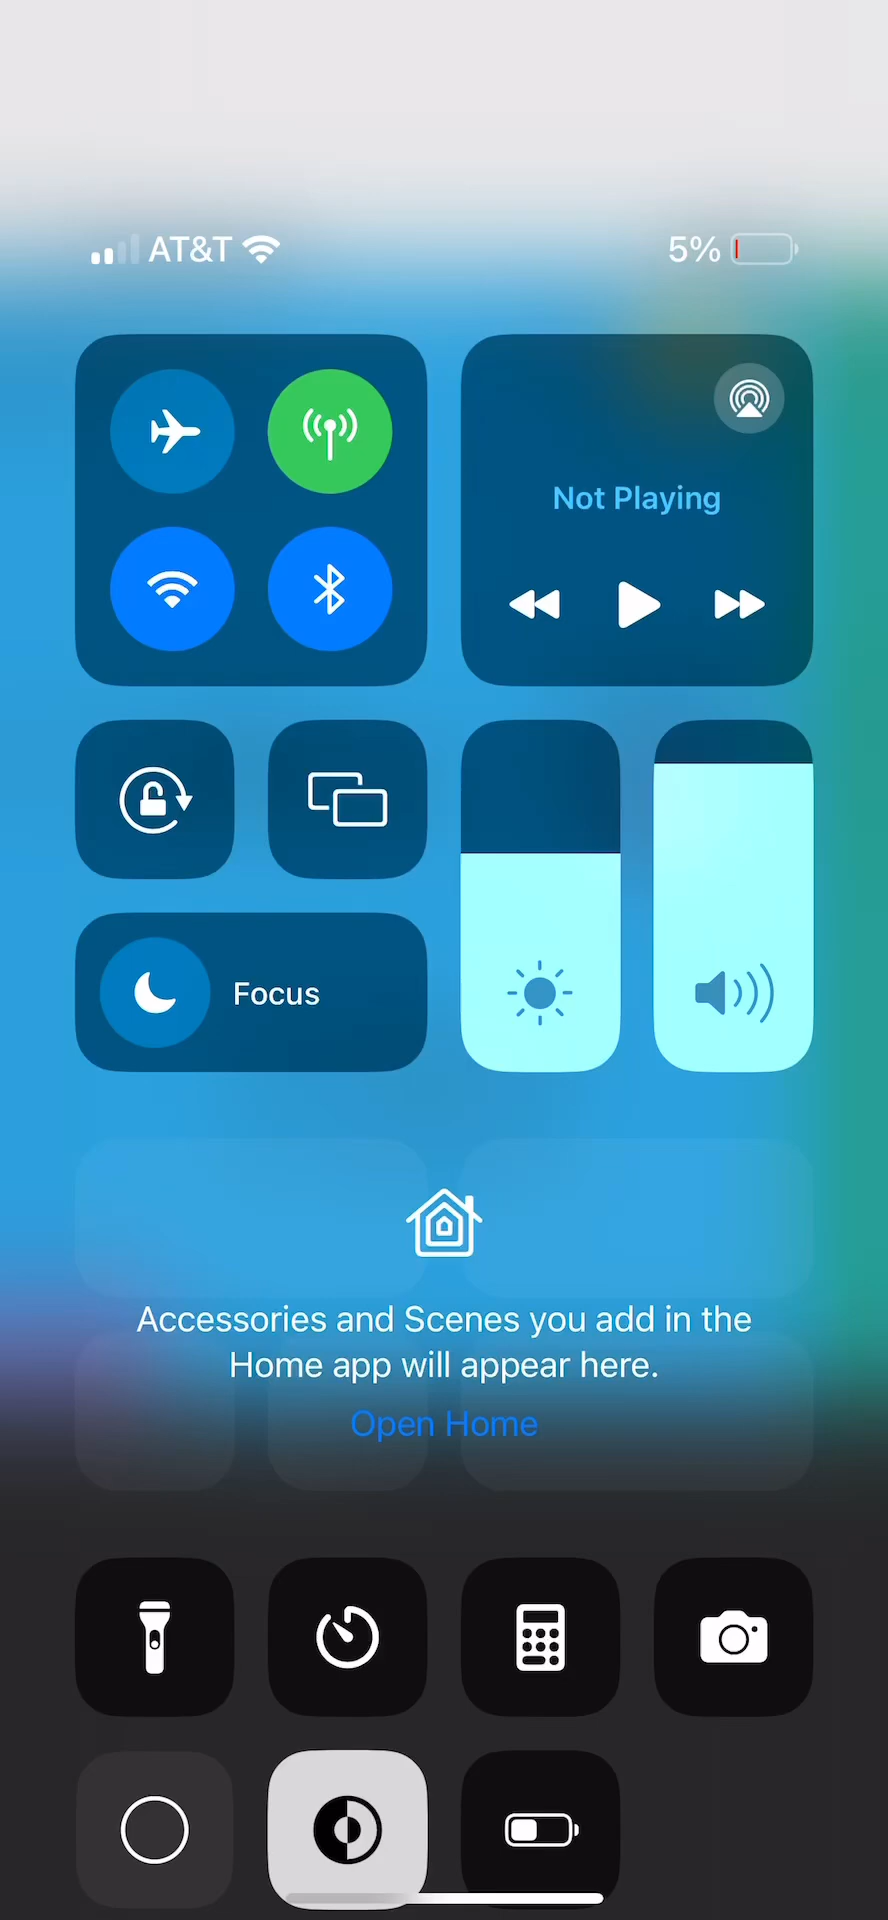 AT&T
5%
Not Playing
Focus
Accessories and Scenes you add in the
Home app will appear here.
Open Home